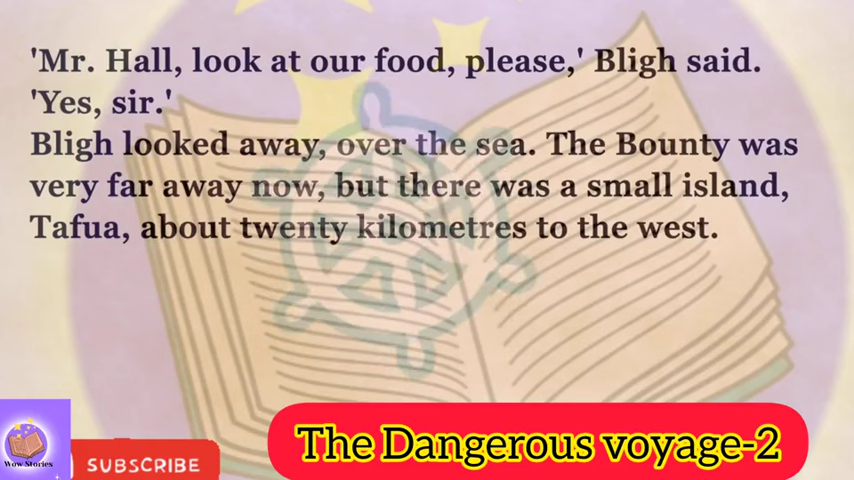 'Mr. Hall, look at our food, please,' Bligh said.
'Yes, sir.'
Bligh looked away, over the sea. The Bounty was
very far away now, but there was a small island,
Tafua, about twenty kilometres to the west.
The Dangerous voyage-2
Wow Stories
SUBSCRIBE